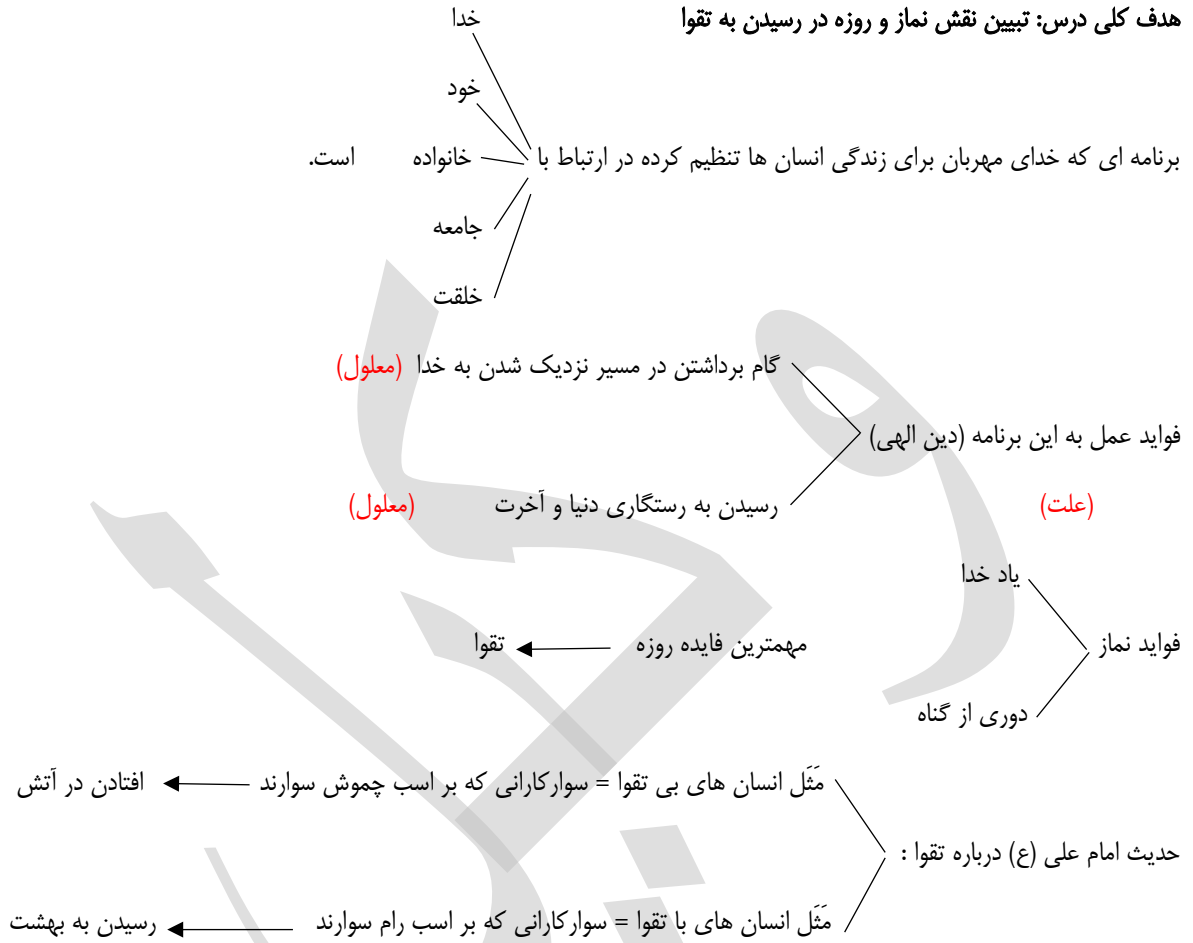 هدف کلی درس: تبیین نقش نماز و روزه در رسیدن به تقوا
خدا
خود
برنامه ای که خدای مهربان برای زندگی انسان ها تنظیم کرده در ارتباط با خانواده است.
جامعه
خلقت
گام برداشتن در مسیر نزدیک شدن به خدا (معلول)
فواید عمل به این برنامه (دین الهی)
(علت) رسیدن به رستگاری دنیا و آخرت (معلول)
یاد خدا
فواید نماز مهمترین فایده روزه تقوا
دوری از گناه
مَثَل انسان های بی تقوا = سوارکارانی که بر اسب چموش سوارند افتادن در آتش
حدیث امام علی (ع) درباره تقوا :
مَثَل انسان های با تقوا = سوارکارانی که بر اسب رام سوارند رسیدن به بهشت